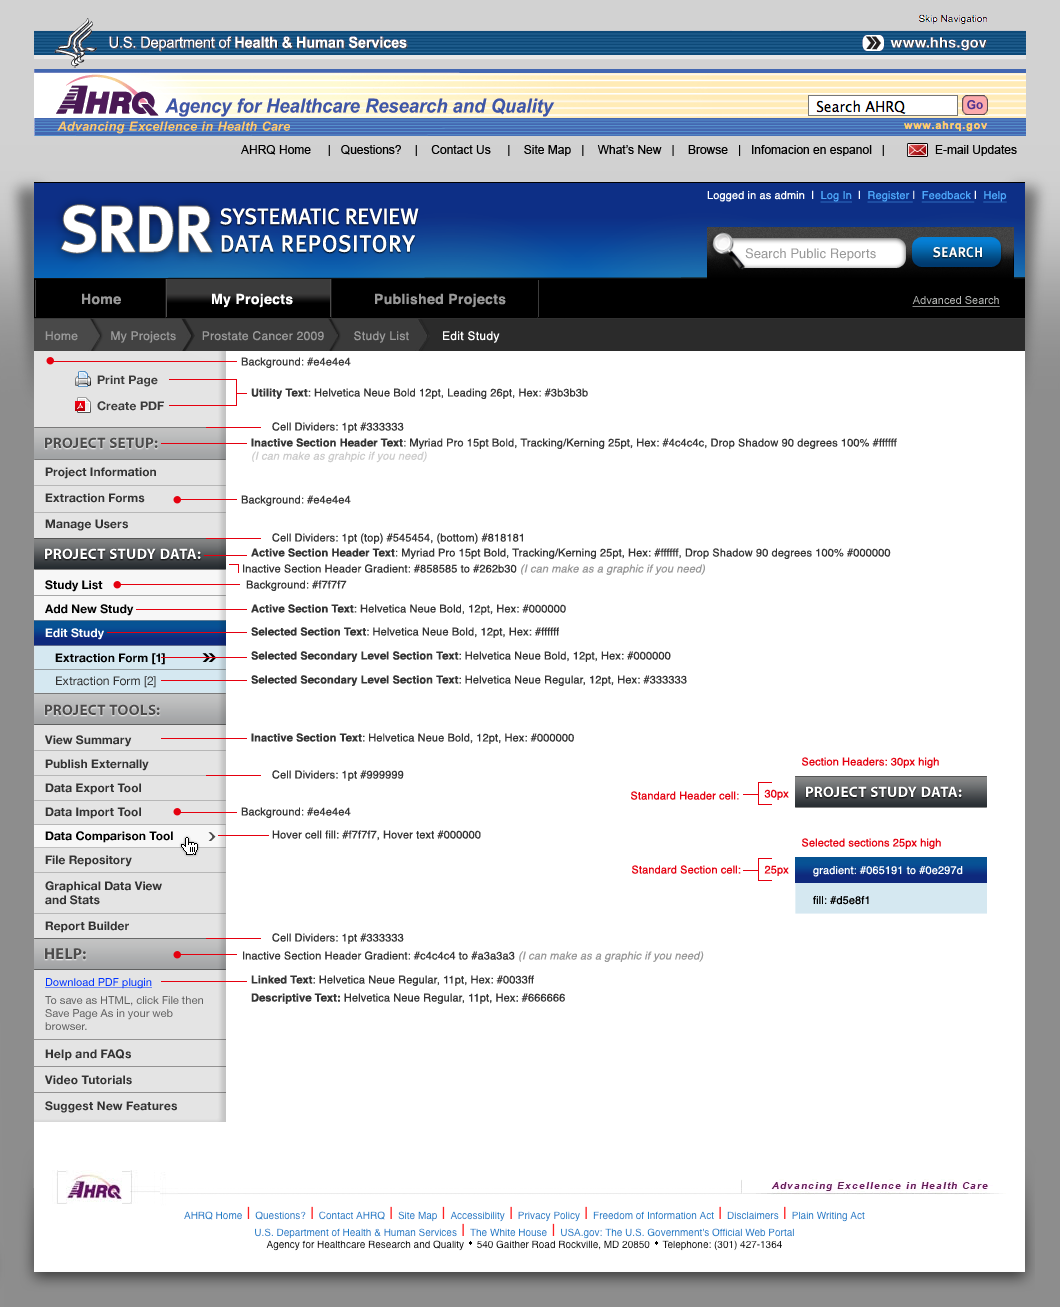 Skip Navigation
U.S. Department of Health & Human Services
www.hhs.gov
AHRQ Agency for Healthcare Research and Quality
Search AHRQ Go
Advancing Excellence in Health Care
www.ahrq.gov
AHRQ Home | Questions? | Contact Us | Site Map | What's New | Browse | Infomacion en espanol | E-mail Updates
Logged in as admin | Log In | Register | Feedback | Help
SRDR SYSTEMATIC REVIEW
DATA REPOSITORY
Search Public Reports SEARCH
Home My Projects Published Projects
Advanced Search
Home My Projects Prostate Cancer 2009 Study List Edit Study
Background: #e4e4e4
Print Page
Utility Text: Helvetica Neue Bold 12pt, Leading 26pt, Hex: #3b3b3b
Create PDF
Cell Dividers: 1pt #333333
PROJECT SETUP:
Inactive Section Header Text: Myriad Pro 15pt Bold, Tracking/Kerning 25pt, Hex: #4c4c4c, Drop Shadow 90 degrees 100% #ffffff
(I can make as grahpic if you need)
Project Information
Extraction Forms
Background: #e4e4e4
Manage Users
Cell Dividers: 1pt (top) #545454, (bottom) #818181
PROJECT STUDY DATA:
Active Section Header Text: Myriad Pro 15pt Bold, Tracking/Kerning 25pt, Hex: #ffffff, Drop Shadow 90 degrees 100% #000000
Inactive Section Header Gradient: #858585 to #262b30 (I can make as a graphic if you need)
Study List
Background: #f7f7f7
Add New Study
Active Section Text: Helvetica Neue Bold, 12pt, Hex: #000000
Edit Study
Selected Section Text: Helvetica Neue Bold, 12pt, Hex: #ffffff
Extraction Form [1]
Selected Secondary Level Section Text: Helvetica Neue Bold, 12pt, Hex: #000000
Extraction Form [2]
Selected Secondary Level Section Text: Helvetica Neue Regular, 12pt, Hex: #333333
PROJECT TOOLS:
View Summary
Inactive Section Text: Helvetica Neue Bold, 12pt, Hex: #000000
Publish Externally
Section Headers: 30px high
Cell Dividers: 1pt #999999
Data Export Tool
Standard Header cell: 30px PROJECT STUDY DATA:
Data Import Tool
Background: #e4e4e4
Data Comparison Tool
Hover cell fill: #f7f7f7, Hover text #000000
Selected sections 25px high
File Repository
Standard Section cell: 25px gradient: #065191 to #0e297d
Graphical Data View
and Stats
fill: #d5e8f1
Report Builder
Cell Dividers: 1pt #333333
HELP:
Inactive Section Header Gradient: #c4c4c4 to #a3a3a3 (I can make as a graphic if you need)
Download PDF plugin
Linked Text: Helvetica Neue Regular, 11pt, Hex: #0033ff
To save as HTML, click File then
Save Page As in your web
browser.
Descriptive Text: Helvetica Neue Regular, 11pt, Hex: #666666
Help and FAQs
Video Tutorials
Suggest New Features
AHRQ
Advancing Excellence in Health Care
AHRQ Home | Questions? | Contact AHRQ | Site Map | Accessibility | Privacy Policy | Freedom of Information Act | Disclaimers | Plain Writing Act
U.S. Department of Health & Human Services | The White House | USA.gov: The U.S. Government's Official Web Portal
Agency for Healthcare Research and Quality • 540 Gaither Road Rockville, MD 20850 • Telephone: (301) 427-1364